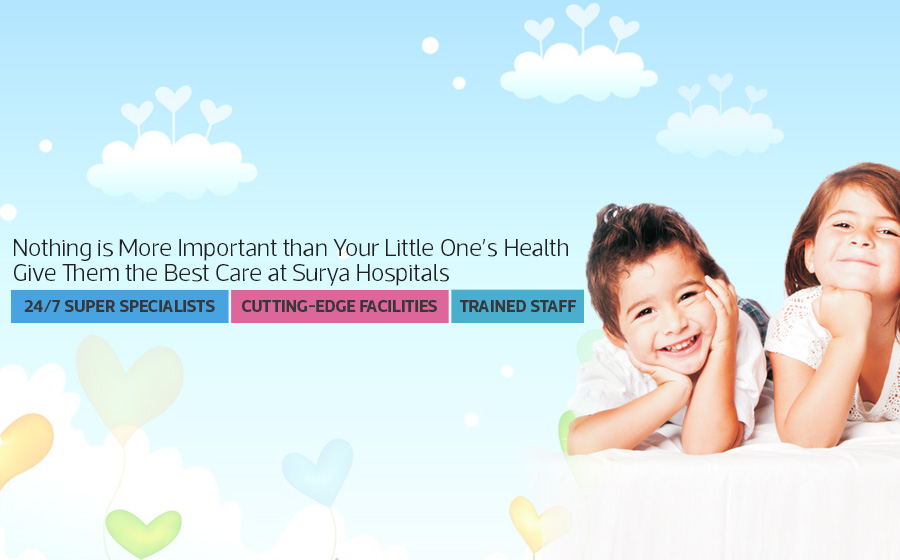 Nothing is More Important than Your Little One's Health
Give Them the Best Care at Surya Hospitals
24/7 SUPER SPECIALISTS CUTTING-EDGE FACILITIES TRAINED STAFF